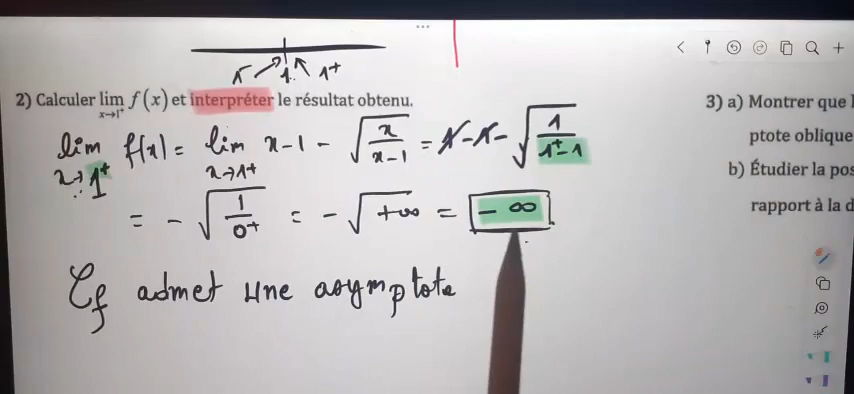 1⁻ 1 1⁺
2) Calculer lim f(x) et interpréter le résultat obtenu.
x→1⁺
lim f(x) = lim x-1 - √(x/(x-1)) = 1-1- √(1/(1⁺-1))
x→1⁺ x→1⁺
= - √(1/0⁺) = - √+∞ = -∞
Cf admet une asymptote
3) a) Montrer que l
ptote oblique
b) Étudier la pos
rapport à la d